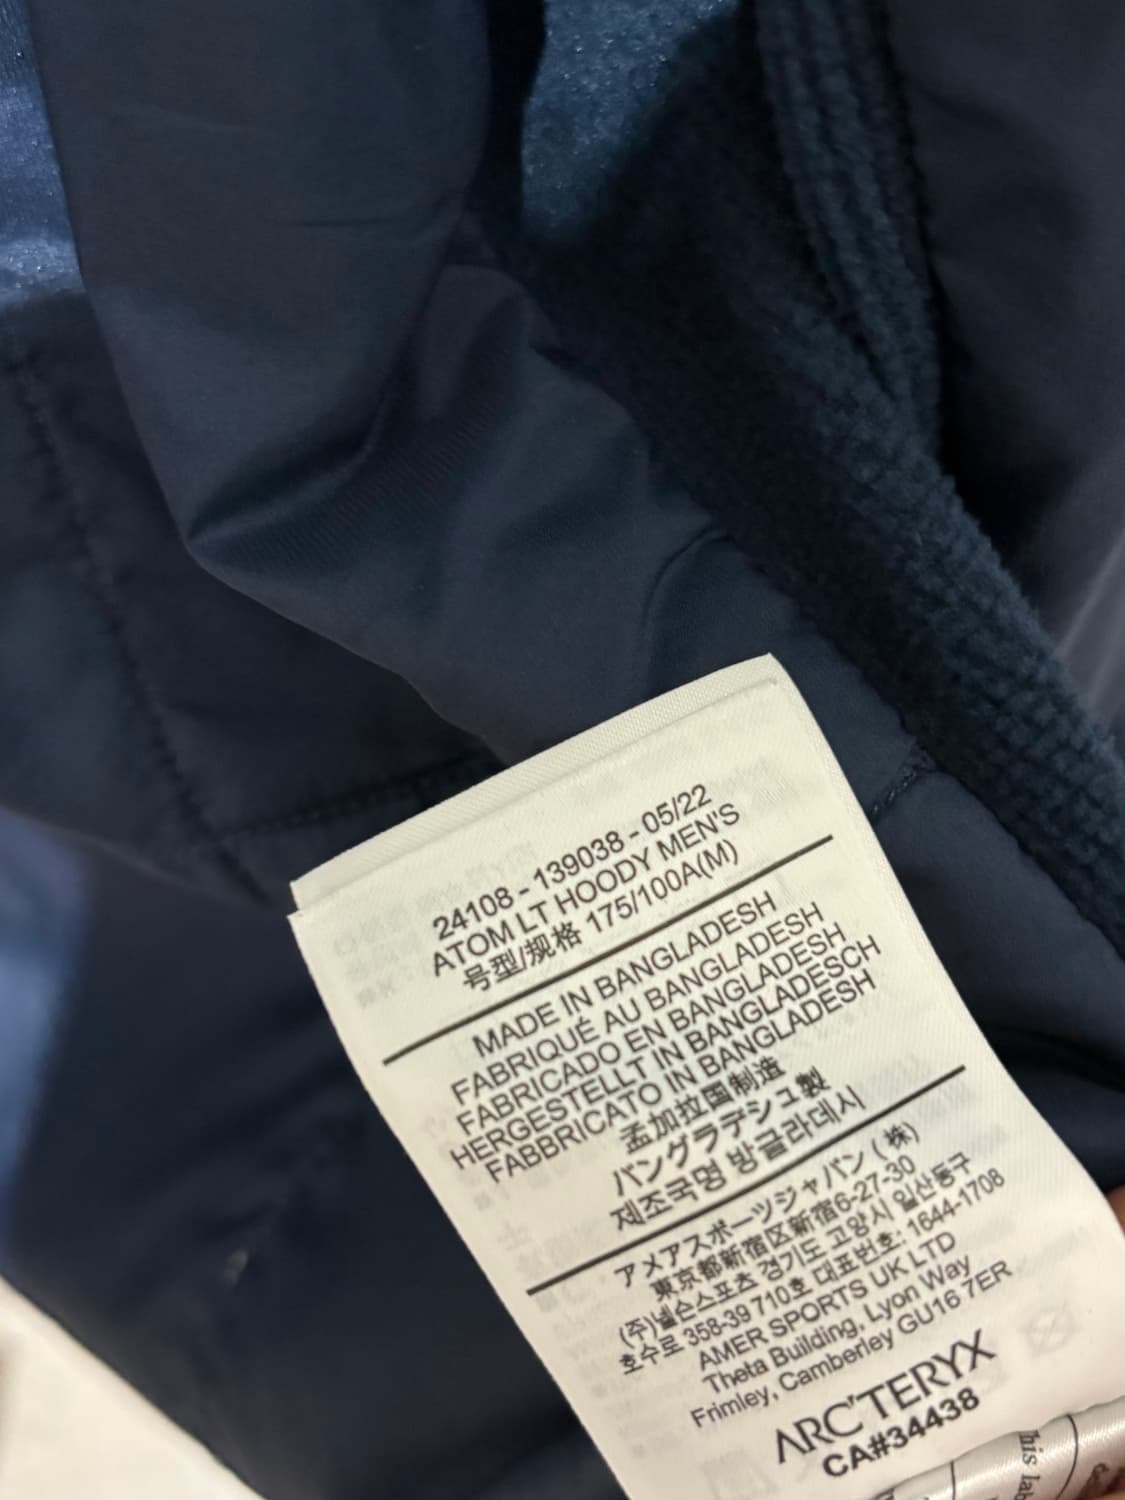 24108 - 139038 - 05/22
ATOM LT HOODY MEN'S
号型/规格 175/100A(M)
MADE IN BANGLADESH
FABRIQUÉ AU BANGLADESH
FABRICADO EN BANGLADESH
HERGESTELLT IN BANGLADESCH
FABBRICATO IN BANGLADESH
孟加拉国制造
バングラデシュ製
제조국명 방글라데시
アメアスポーツジャパン (株)
東京都新宿区新宿6-27-30
(주)넬슨스포츠 경기도 고양시 일산동구
호수로 358-39 710호 대표번호: 1644-1708
AMER SPORTS UK LTD
Theta Building, Lyon Way
Frimley, Camberley GU16 7ER
ARC'TERYX
CA#34438